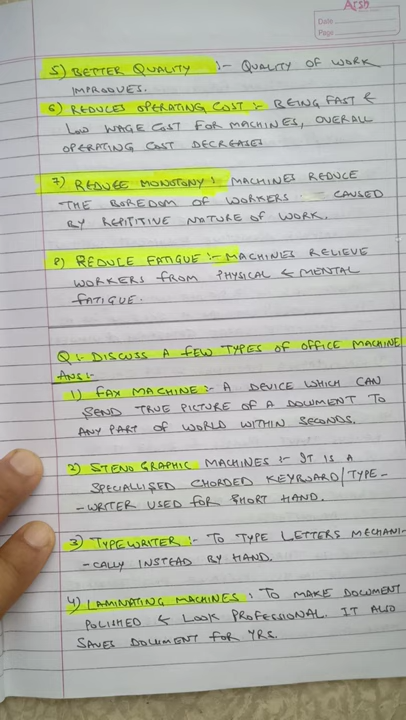 Arsh
Date
Page
5) BETTER QUALITY :- QUALITY OF WORK
IMPROVES.
6) REDUCES OPERATING COST :- BEING FAST &
LOW WAGE COST FOR MACHINES, OVERALL
OPERATING COST DECREASES
7) REDUCE MONOTONY : MACHINES REDUCE
THE BOREDOM OF WORKERS CAUSED
BY REPITITIVE NATURE OF WORK.
8) REDUCE FATIGUE :- MACHINES RELIEVE
WORKERS FROM PHYSICAL & MENTAL
FATIGUE.
Q:- DISCUSS A FEW TYPES OF OFFICE MACHINE
ANS:-
1) FAX MACHINE :- A DEVICE WHICH CAN
SEND TRUE PICTURE OF A DOCUMENT TO
ANY PART OF WORLD WITHIN SECONDS.
2) STENO GRAPHIC MACHINES :- IT IS A
SPECIALISED CHORDED KEYBOARD/TYPE-
-WRITER USED FOR SHORT HAND.
3) TYPEWRITER :- TO TYPE LETTERS MECHANI-
-CALLY INSTEAD BY HAND.
4) LAMINATING MACHINES : TO MAKE DOCUMENT
POLISHED & LOOK PROFESSIONAL. IT ALSO
SAVES DOCUMENT FOR YRS.